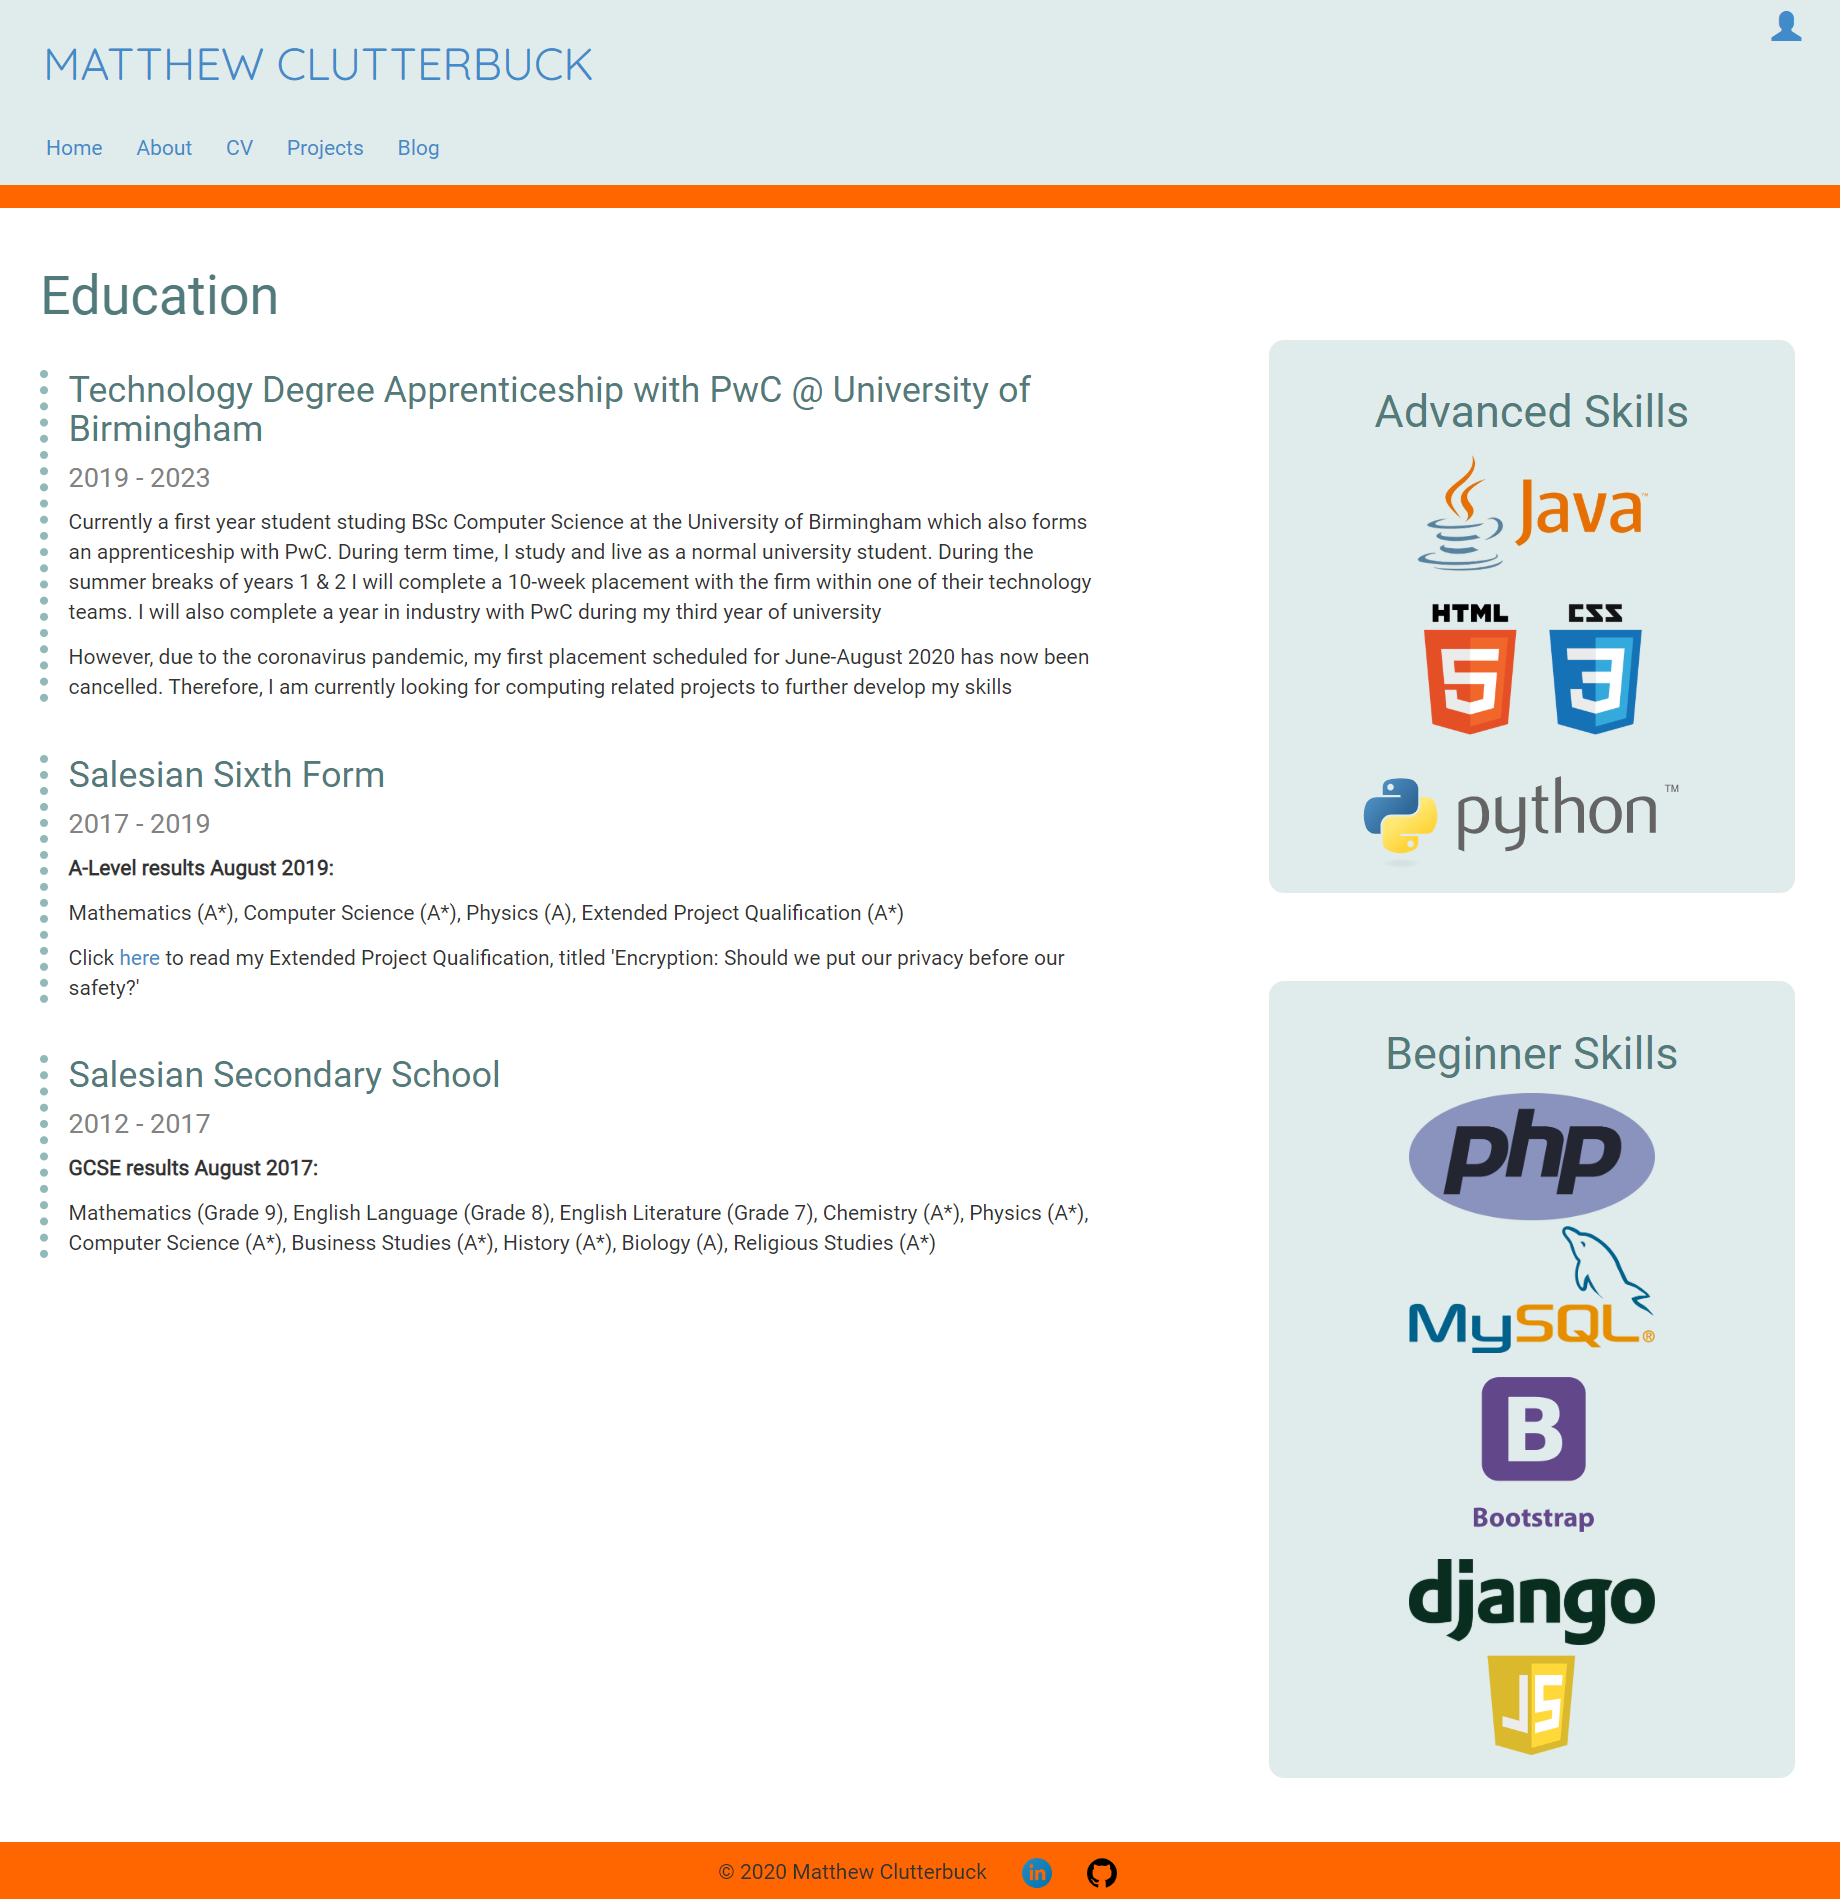 MATTHEW CLUTTERBUCK
Home About CV Projects Blog
Education
Technology Degree Apprenticeship with PwC @ University of
Birmingham
2019 - 2023
Currently a first year student studing BSc Computer Science at the University of Birmingham which also forms
an apprenticeship with PwC. During term time, I study and live as a normal university student. During the
summer breaks of years 1 & 2 I will complete a 10-week placement with the firm within one of their technology
teams. I will also complete a year in industry with PwC during my third year of university
However, due to the coronavirus pandemic, my first placement scheduled for June-August 2020 has now been
cancelled. Therefore, I am currently looking for computing related projects to further develop my skills
Salesian Sixth Form
2017 - 2019
A-Level results August 2019:
Mathematics (A*), Computer Science (A*), Physics (A), Extended Project Qualification (A*)
Click here to read my Extended Project Qualification, titled 'Encryption: Should we put our privacy before our
safety?'
Salesian Secondary School
2012 - 2017
GCSE results August 2017:
Mathematics (Grade 9), English Language (Grade 8), English Literature (Grade 7), Chemistry (A*), Physics (A*),
Computer Science (A*), Business Studies (A*), History (A*), Biology (A), Religious Studies (A*)
Advanced Skills
Java™
HTML CSS
5 3
python™
Beginner Skills
php
MySQL®
B
Bootstrap
django
JS
© 2020 Matthew Clutterbuck in